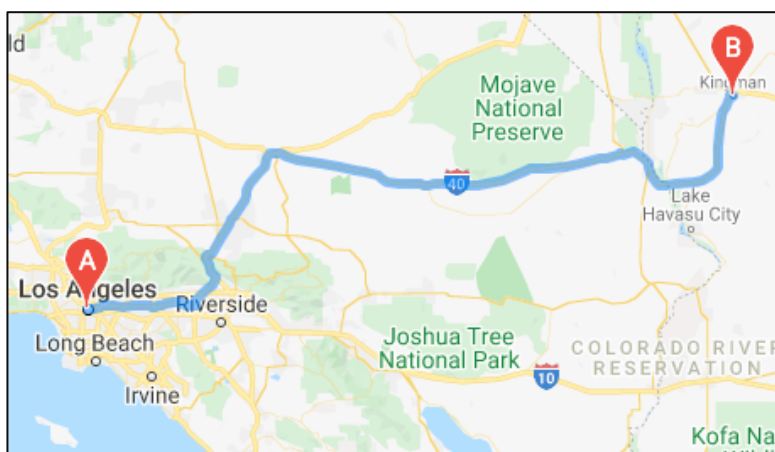 ld
B
Kingman
Mojave
National
Preserve
40
Lake
Havasu City
A
Los Angeles
Riverside
Long Beach
Joshua Tree
National Park
COLORADO RIVER
RESERVATION
10
Irvine
Kofa Na